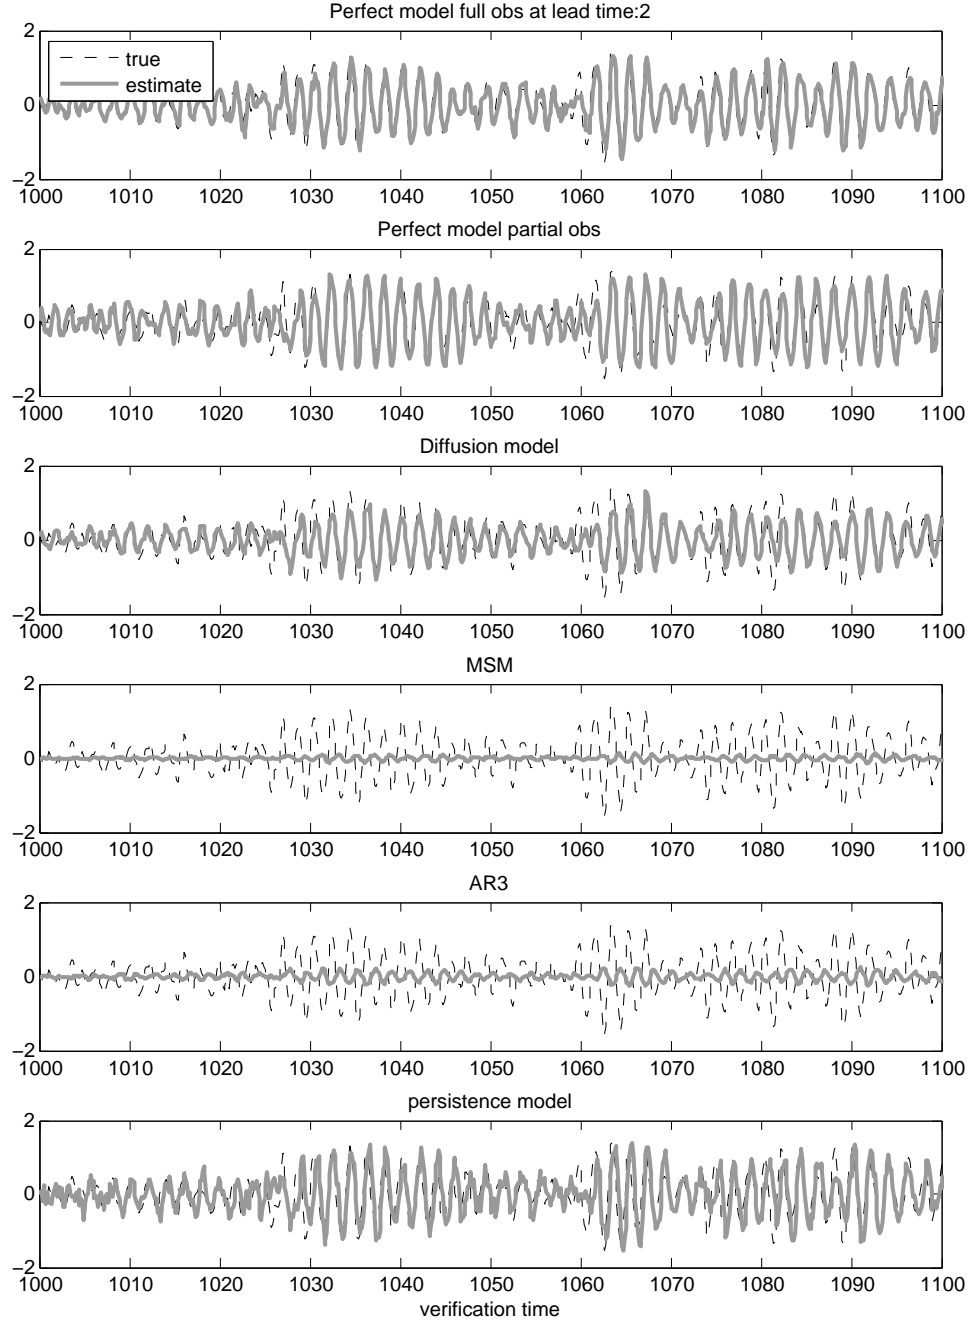 Perfect model full obs at lead time:2
2
true
estimate
0
−2
1000 1010 1020 1030 1040 1050 1060 1070 1080 1090 1100
Perfect model partial obs
2
0
−2
1000 1010 1020 1030 1040 1050 1060 1070 1080 1090 1100
Diffusion model
2
0
−2
1000 1010 1020 1030 1040 1050 1060 1070 1080 1090 1100
MSM
2
0
−2
1000 1010 1020 1030 1040 1050 1060 1070 1080 1090 1100
AR3
2
0
−2
1000 1010 1020 1030 1040 1050 1060 1070 1080 1090 1100
persistence model
2
0
−2
1000 1010 1020 1030 1040 1050 1060 1070 1080 1090 1100
verification time